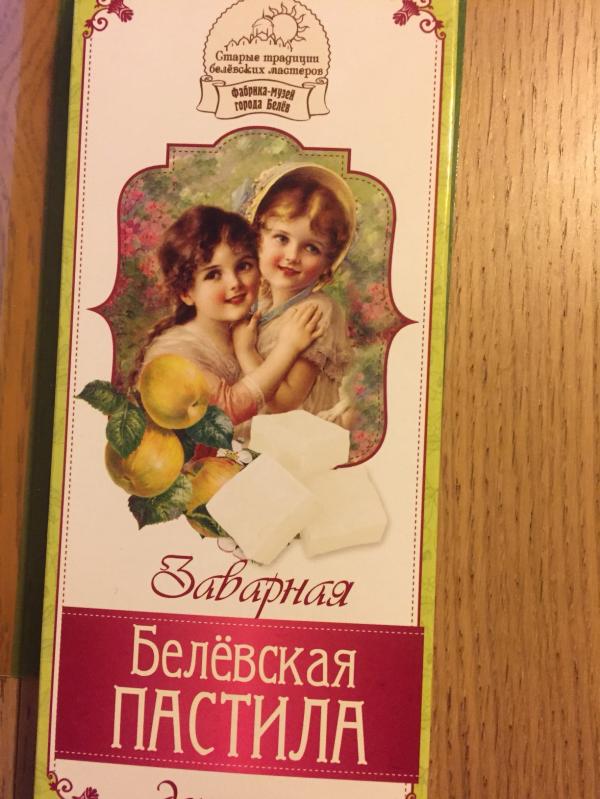 Старые традиции
белёвских мастеров
Фабрика-музей
города Белёв
Заварная
Белёвская
ПАСТИЛА